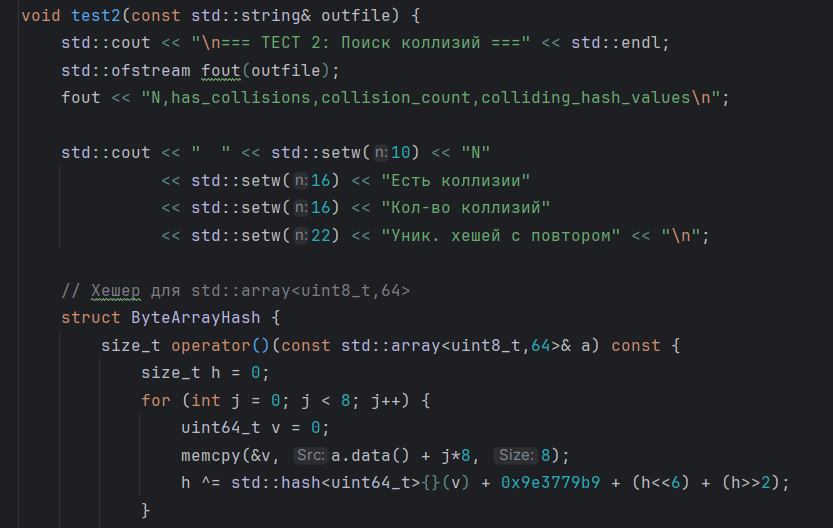 void test2(const std::string& outfile) {
    std::cout << "\n=== ТЕСТ 2: Поиск коллизий ===" << std::endl;
    std::ofstream fout(outfile);
    fout << "N,has_collisions,collision_count,colliding_hash_values\n";
    std::cout << "  " << std::setw( n: 10) << "N"
              << std::setw( n: 16) << "Есть коллизии"
              << std::setw( n: 16) << "Кол-во коллизий"
              << std::setw( n: 22) << "Уник. хешей с повтором" << "\n";
    // Хешер для std::array<uint8_t,64>
    struct ByteArrayHash {
        size_t operator()(const std::array<uint8_t,64>& a) const {
            size_t h = 0;
            for (int j = 0; j < 8; j++) {
                uint64_t v = 0;
                memcpy(&v, Src: a.data() + j*8, Size: 8);
                h ^= std::hash<uint64_t>{}(v) + 0x9e3779b9 + (h<<6) + (h>>2);
            }